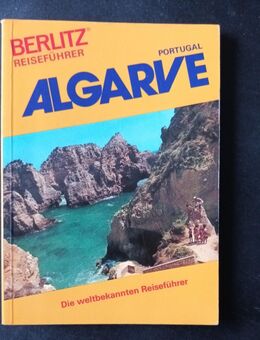 BERLITZ®
REISEFÜHRER
PORTUGAL
ALGARVE
Die weltbekannten Reiseführer